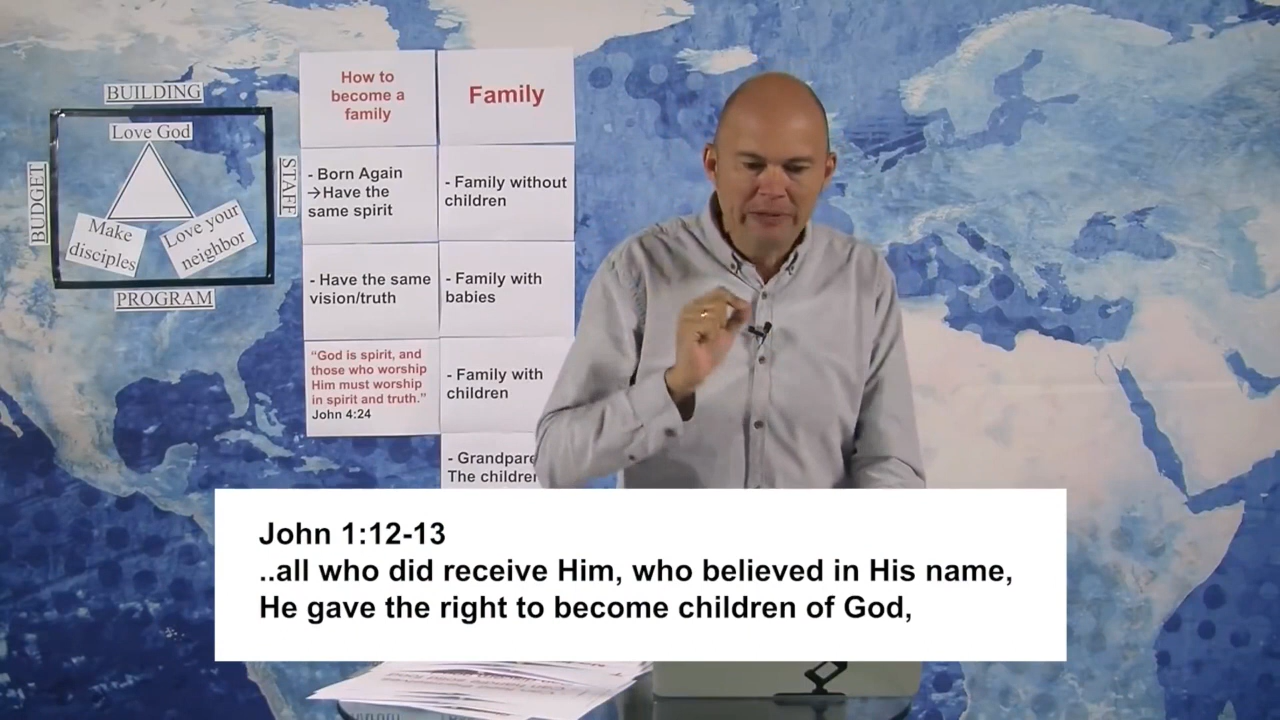 BUILDING
Love God
BUDGET
STAFF
Make
disciples
Love your
neighbor
PROGRAM
How to
become a
family
Family
- Born Again
→Have the
same spirit
- Family without
children
- Have the same
vision/truth
- Family with
babies
“God is spirit, and
those who worship
Him must worship
in spirit and truth.”
John 4:24
- Family with
children
- Grandpare
The childre
John 1:12-13
..all who did receive Him, who believed in His name,
He gave the right to become children of God,